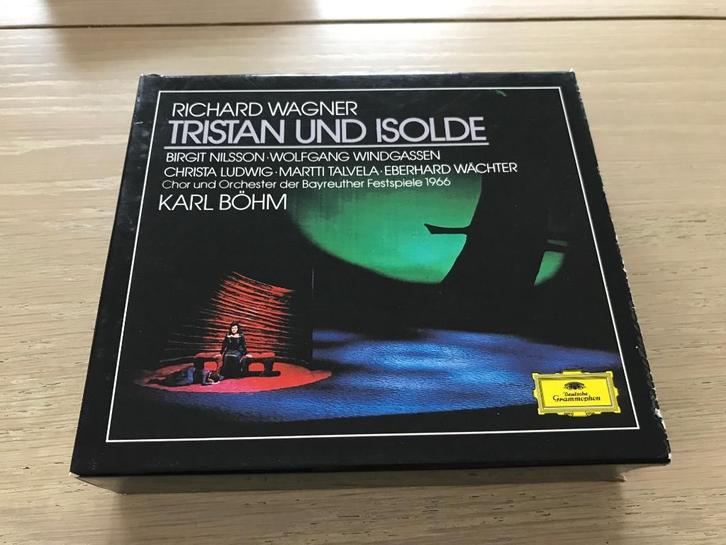 RICHARD WAGNER
TRISTAN UND ISOLDE
BIRGIT NILSSON · WOLFGANG WINDGASSEN
CHRISTA LUDWIG · MARTTI TALVELA · EBERHARD WÄCHTER
Chor und Orchester der Bayreuther Festspiele 1966
KARL BÖHM
Deutsche
Grammophon